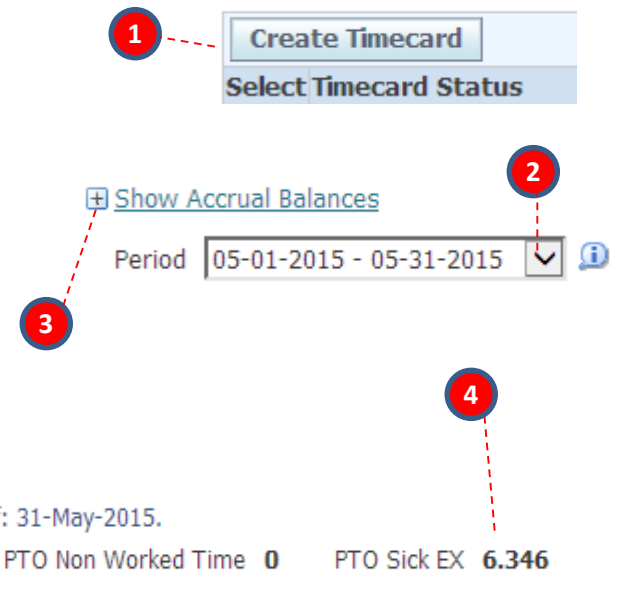 1
Create Timecard
Select Timecard Status
2
Show Accrual Balances
Period 05-01-2015 - 05-31-2015
3
4
: 31-May-2015.
PTO Non Worked Time 0 PTO Sick EX 6.346